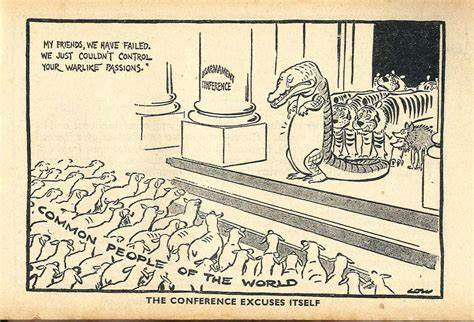 MY FRIENDS, WE HAVE FAILED.
WE JUST COULDN'T CONTROL
YOUR WARLIKE PASSIONS."
DISARMAMENT
CONFERENCE
COMMON PEOPLE OF THE WORLD
LOW
THE CONFERENCE EXCUSES ITSELF